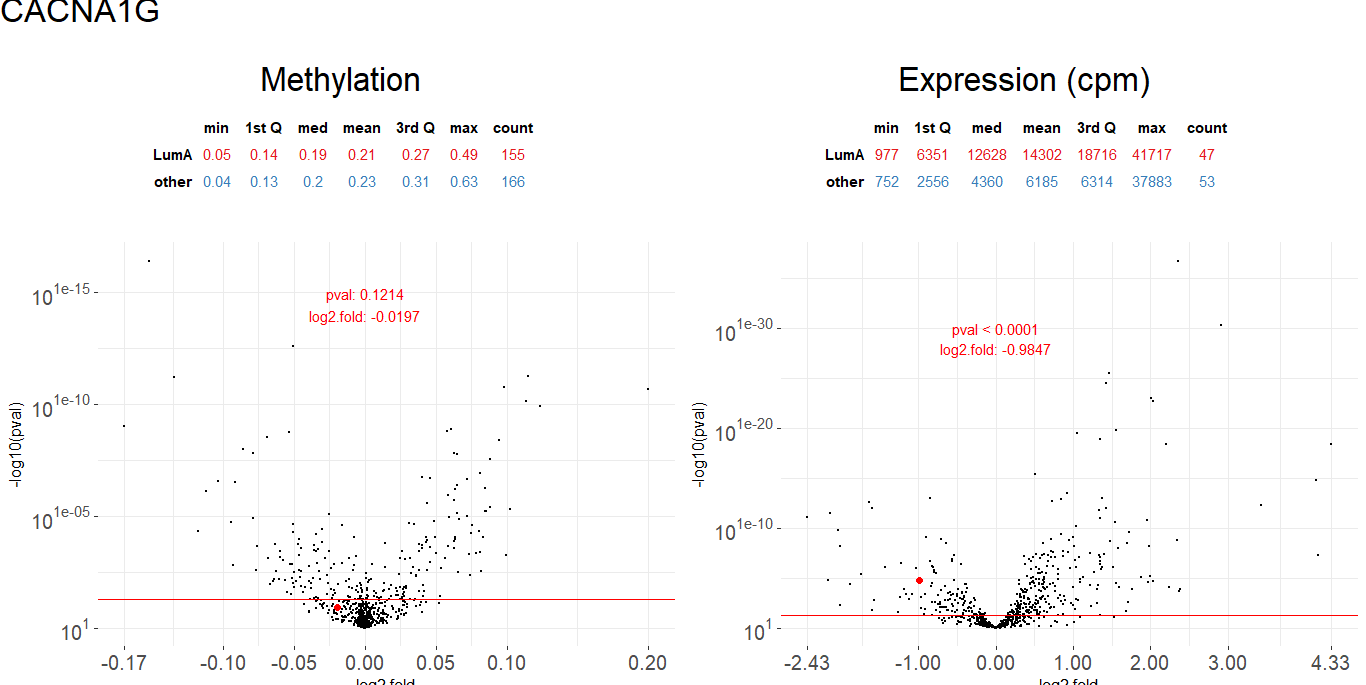 CACNA1G
Methylation
min 1st Q med mean 3rd Q max count
LumA 0.05 0.14 0.19 0.21 0.27 0.49 155
other 0.04 0.13 0.2 0.23 0.31 0.63 166
-log10(pval)
10^1e-15
10^1e-10
10^1e-05
10^1
pval: 0.1214
log2.fold: -0.0197
-0.17 -0.10 -0.05 0.00 0.05 0.10 0.20
log2.fold
Expression (cpm)
min 1st Q med mean 3rd Q max count
LumA 977 6351 12628 14302 18716 41717 47
other 752 2556 4360 6185 6314 37883 53
-log10(pval)
10^1e-30
10^1e-20
10^1e-10
10^1
pval < 0.0001
log2.fold: -0.9847
-2.43 -1.00 0.00 1.00 2.00 3.00 4.33
log2.fold